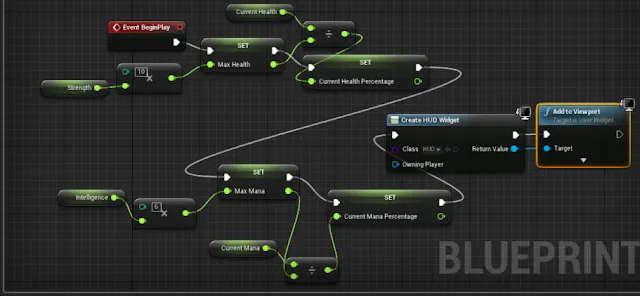 Current Health
Event BeginPlay
÷
SET
Max Health
10
×
Strength
SET
Current Health Percentage
Create HUD Widget
Class
HUD
Return Value
Owning Player
Add to Viewport
Target is User Widget
Target
SET
Max Mana
Intelligence
6
×
SET
Current Mana Percentage
Current Mana
÷
BLUEPRINT